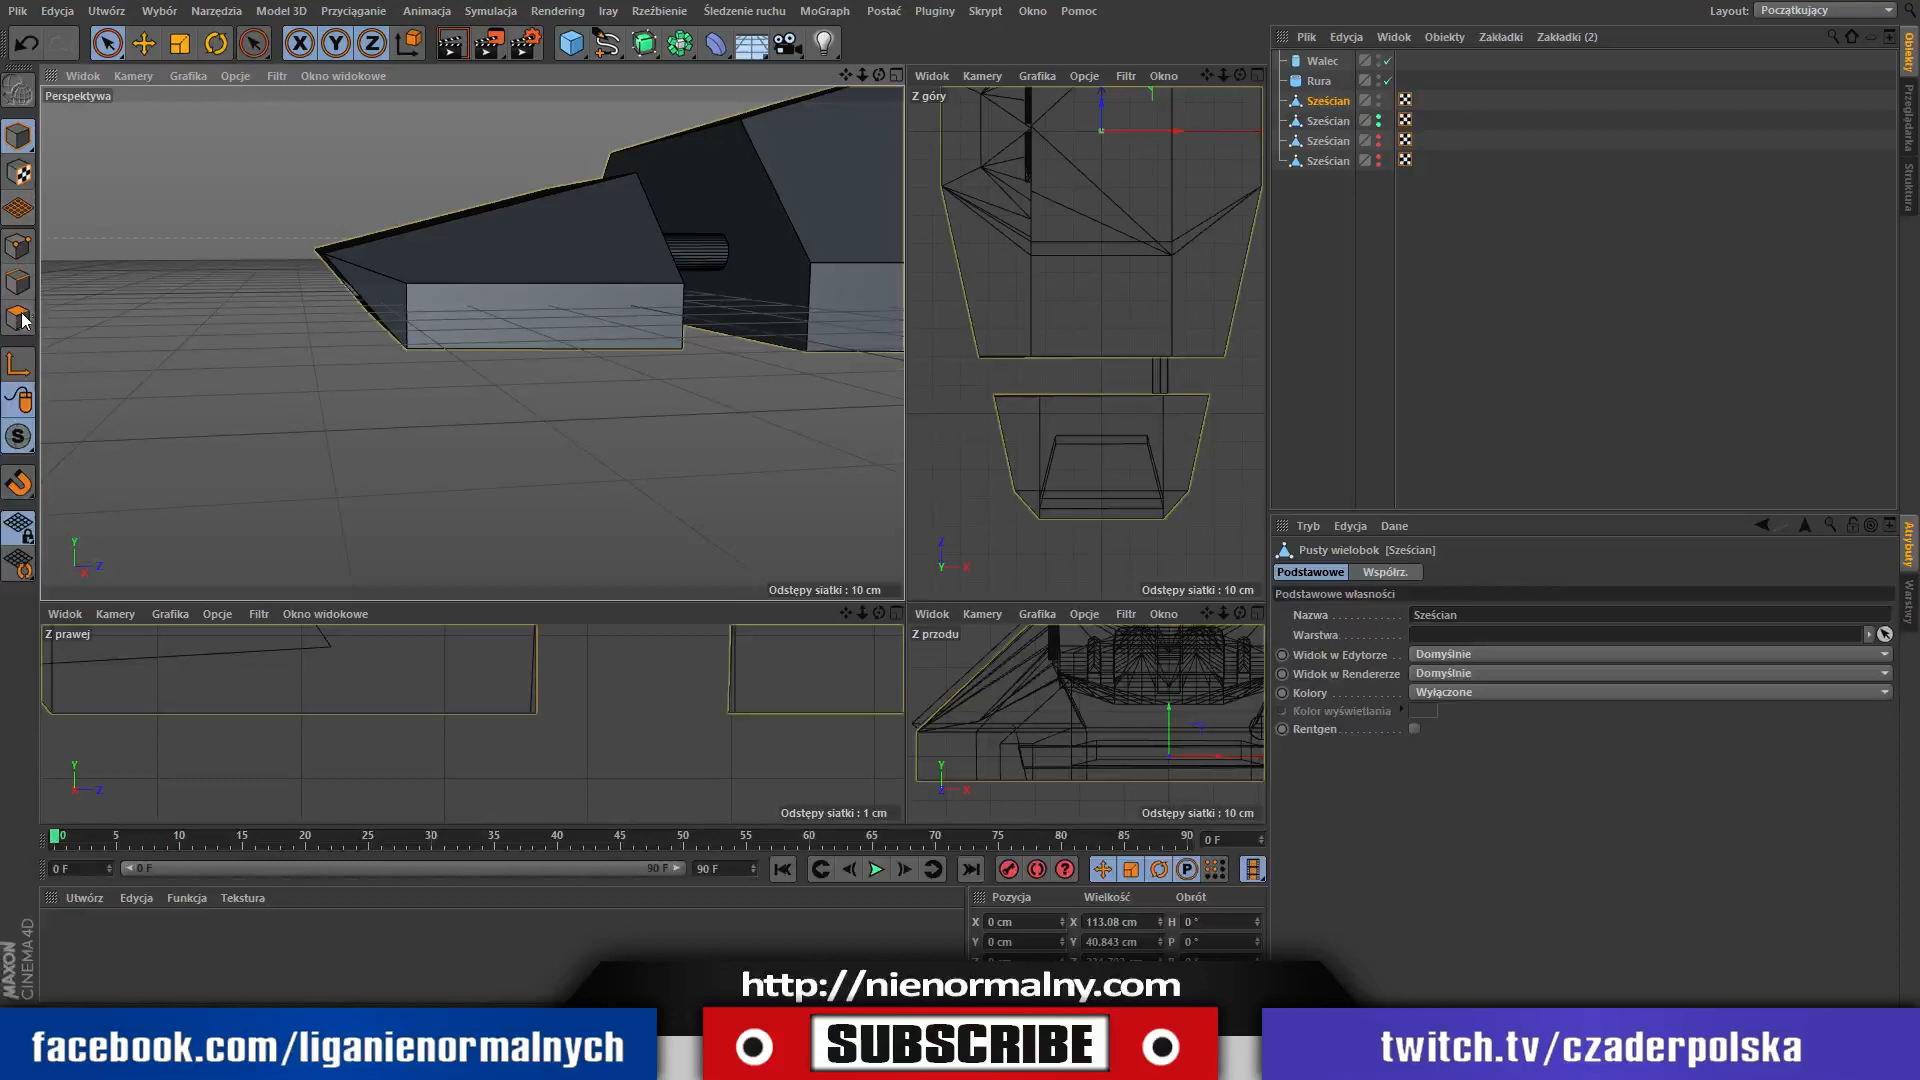 Plik Edycja Utwórz Wybór Narzędzia Model 3D Przyciąganie Animacja Symulacja Rendering Iray Rzeźbienie Śledzenie ruchu MoGraph Postać Pluginy Skrypt Okno Pomoc Layout: Początkujący
Plik Edycja Widok Obiekty Zakładki Zakładki (2)
Widok Kamery Grafika Opcje Filtr Okno widokowe
Widok Kamery Grafika Opcje Filtr Okno
Perspektywa
Z góry
Walec
Rura
Sześcian
Sześcian
Sześcian
Sześcian
Obiekty
Przeglądarka
Struktura
Odstępy siatki : 10 cm
Odstępy siatki : 10 cm
Tryb Edycja Dane
Pusty wielobok [Sześcian]
Podstawowe Współrz.
Podstawowe własności
Nazwa Sześcian
Warstwa
Widok w Edytorze Domyślnie
Widok w Rendererze Domyślnie
Kolory Wyłączone
Kolor wyświetlania
Rentgen
Atrybuty
Warstwy
Widok Kamery Grafika Opcje Filtr Okno widokowe
Widok Kamery Grafika Opcje Filtr Okno
Z prawej
Z przodu
Odstępy siatki : 1 cm
Odstępy siatki : 10 cm
0 5 10 15 20 25 30 35 40 45 50 55 60 65 70 75 80 85 90 0 F
0 F 0 F 90 F 90 F
Utwórz Edycja Funkcja Tekstura
Pozycja Wielkość Obrót
X 0 cm X 113.08 cm H 0 °
Y 0 cm Y 40.843 cm P 0 °
MAXON
CINEMA 4D
http://nienormalny.com
facebook.com/liganienormalnych
SUBSCRIBE
twitch.tv/czaderpolska